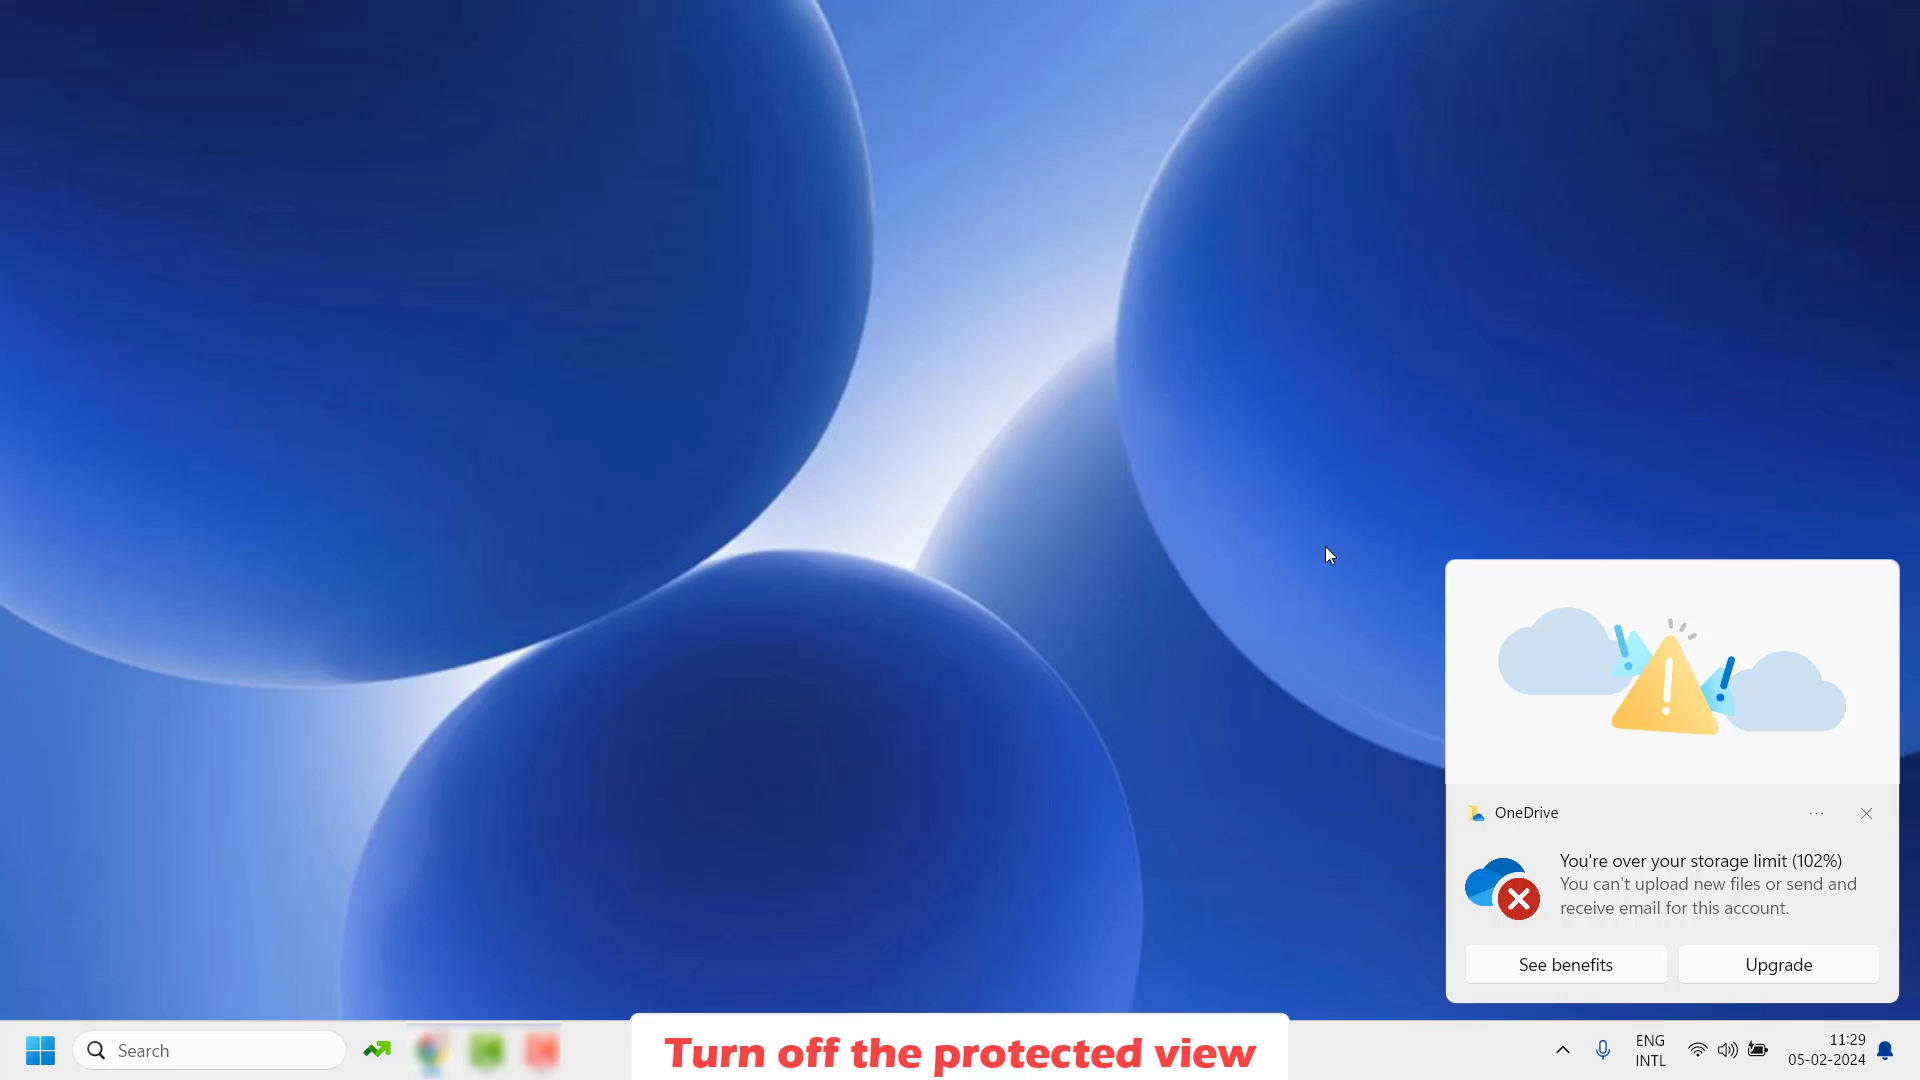 OneDrive
You're over your storage limit (102%)
You can't upload new files or send and
receive email for this account.
See benefits
Upgrade
Search
Turn off the protected view
ENG
INTL
11:29
05-02-2024